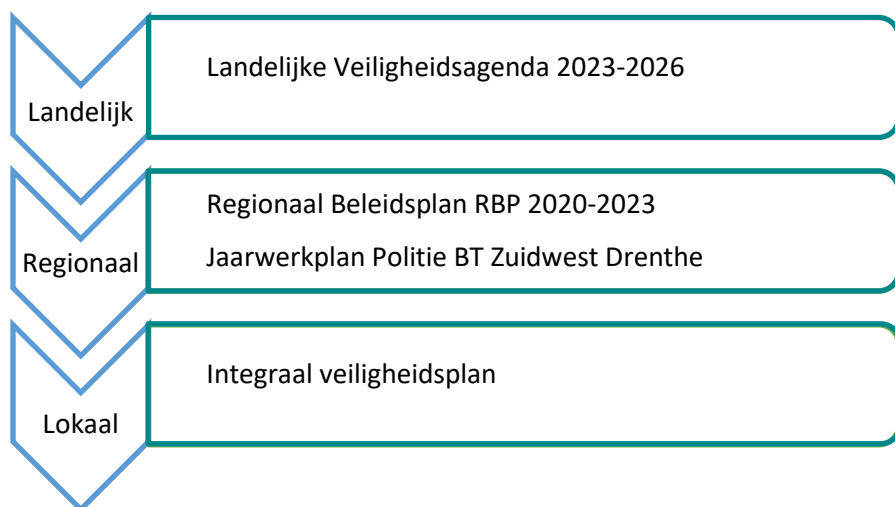 Landelijk
Landelijke Veiligheidsagenda 2023-2026
Regionaal
Regionaal Beleidsplan RBP 2020-2023
Jaarwerkplan Politie BT Zuidwest Drenthe
Lokaal
Integraal veiligheidsplan